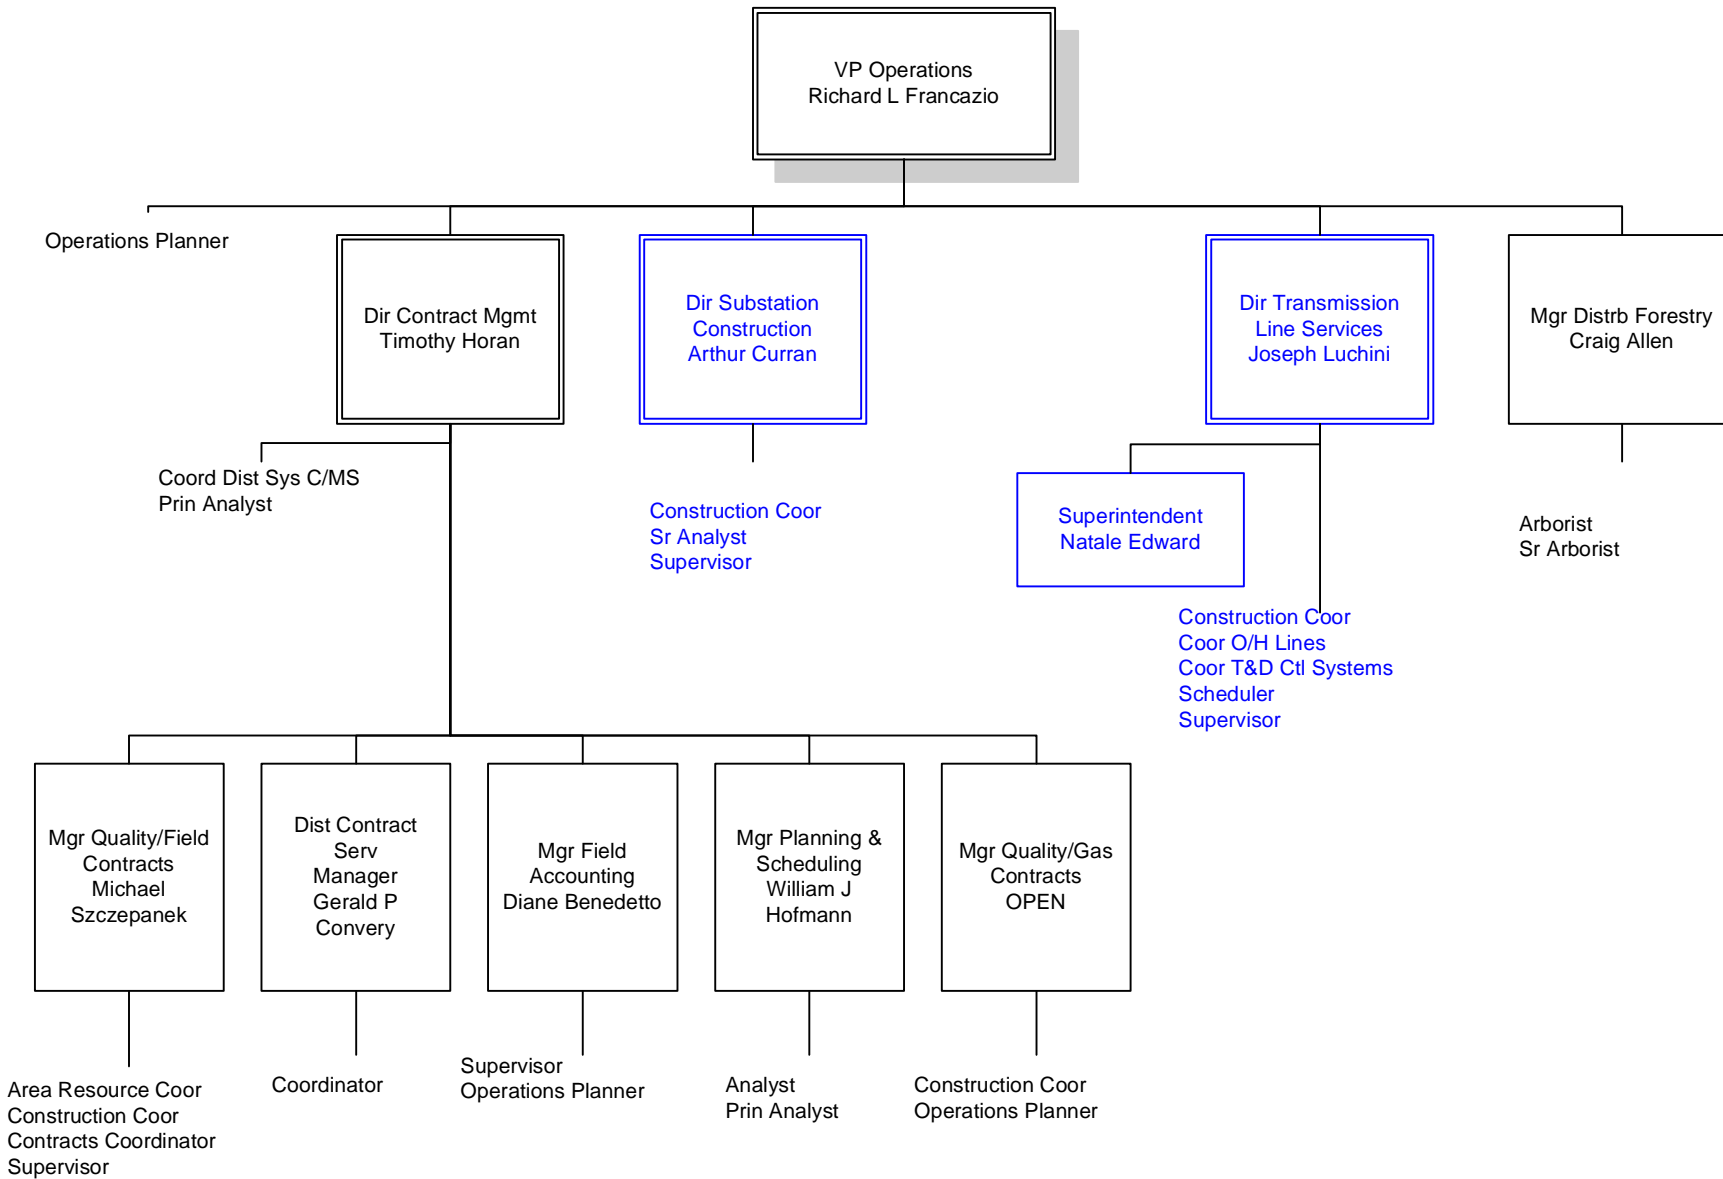 VP Operations
Richard L Francazio
Operations Planner
Dir Contract Mgmt
Timothy Horan
Dir Substation
Construction
Arthur Curran
Dir Transmission
Line Services
Joseph Luchini
Mgr Distrb Forestry
Craig Allen
Coord Dist Sys C/MS
Prin Analyst
Construction Coor
Sr Analyst
Supervisor
Superintendent
Natale Edward
Arborist
Sr Arborist
Construction Coor
Coor O/H Lines
Coor T&D Ctl Systems
Scheduler
Supervisor
Mgr Quality/Field
Contracts
Michael
Szczepanek
Dist Contract
Serv
Manager
Gerald P
Convery
Mgr Field
Accounting
Diane Benedetto
Mgr Planning &
Scheduling
William J
Hofmann
Mgr Quality/Gas
Contracts
OPEN
Area Resource Coor
Construction Coor
Contracts Coordinator
Supervisor
Coordinator
Supervisor
Operations Planner
Analyst
Prin Analyst
Construction Coor
Operations Planner